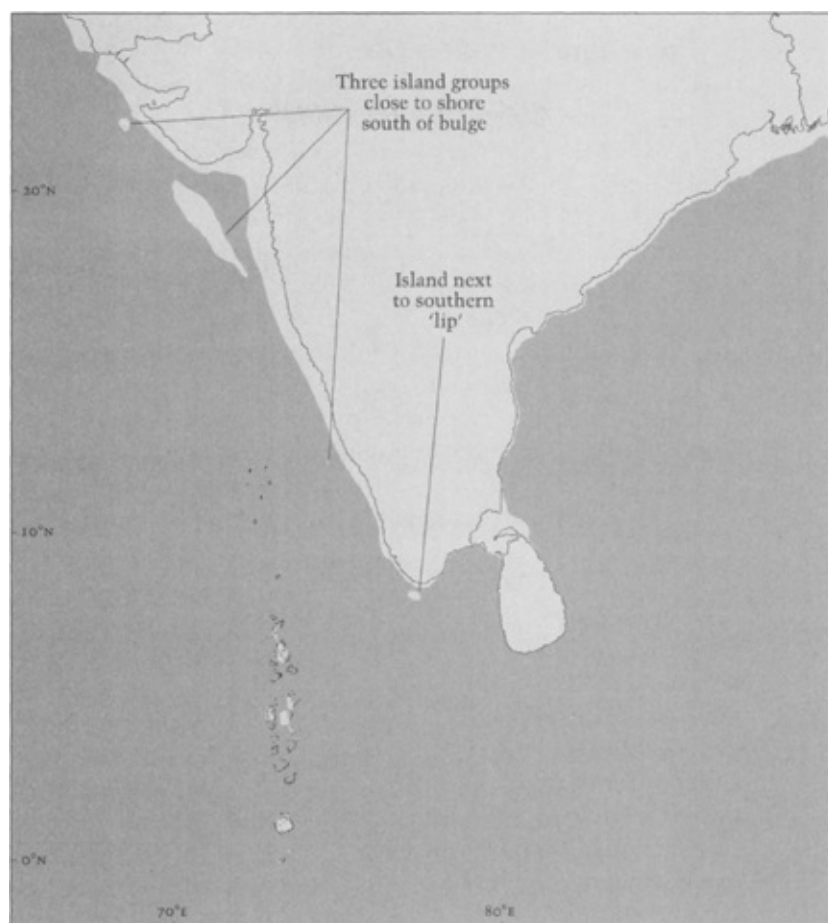 Three island groups
close to shore
south of bulge
20°N
Island next
to southern
'lip'
10°N
0°N
70°E
80°E